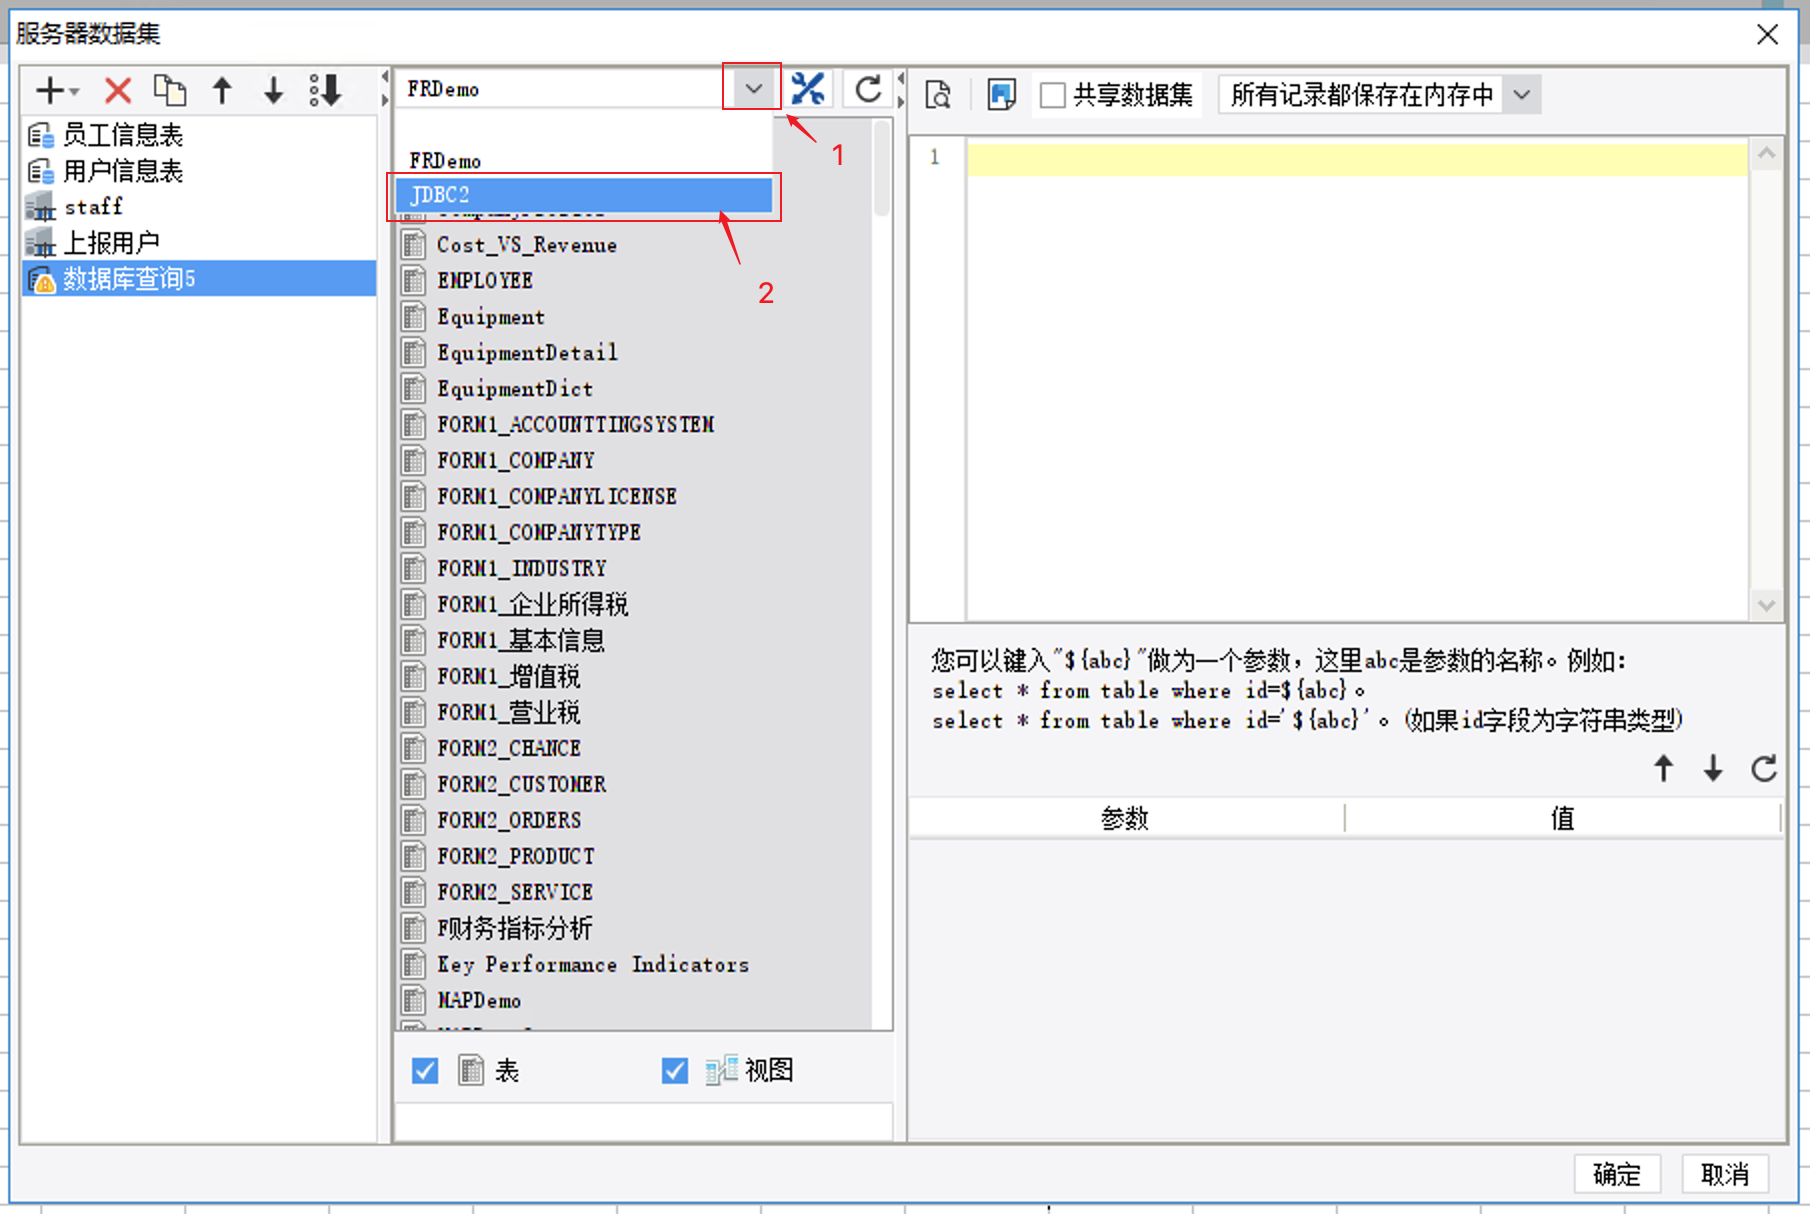 服务器数据集
FRDemo
共享数据集
所有记录都保存在内存中
员工信息表
用户信息表
staff
上报用户
数据库查询5
1
FRDemo
JDBC2
2
Cost_VS_Revenue
EMPLOYEE
Equipment
EquipmentDetail
EquipmentDict
FORM1_ACCOUNTTINGSYSTEM
FORM1_COMPANY
FORM1_COMPANYLICENSE
FORM1_COMPANYTYPE
FORM1_INDUSTRY
FORM1_企业所得税
FORM1_基本信息
FORM1_增值税
FORM1_营业税
FORM2_CHANCE
FORM2_CUSTOMER
FORM2_ORDERS
FORM2_PRODUCT
FORM2_SERVICE
F财务指标分析
Key Performance Indicators
MAPDemo
表
视图
1
您可以键入"${abc}"做为一个参数，这里abc是参数的名称。例如：
select * from table where id=${abc}。
select * from table where id='${abc}'。(如果id字段为字符串类型)
参数
值
确定
取消